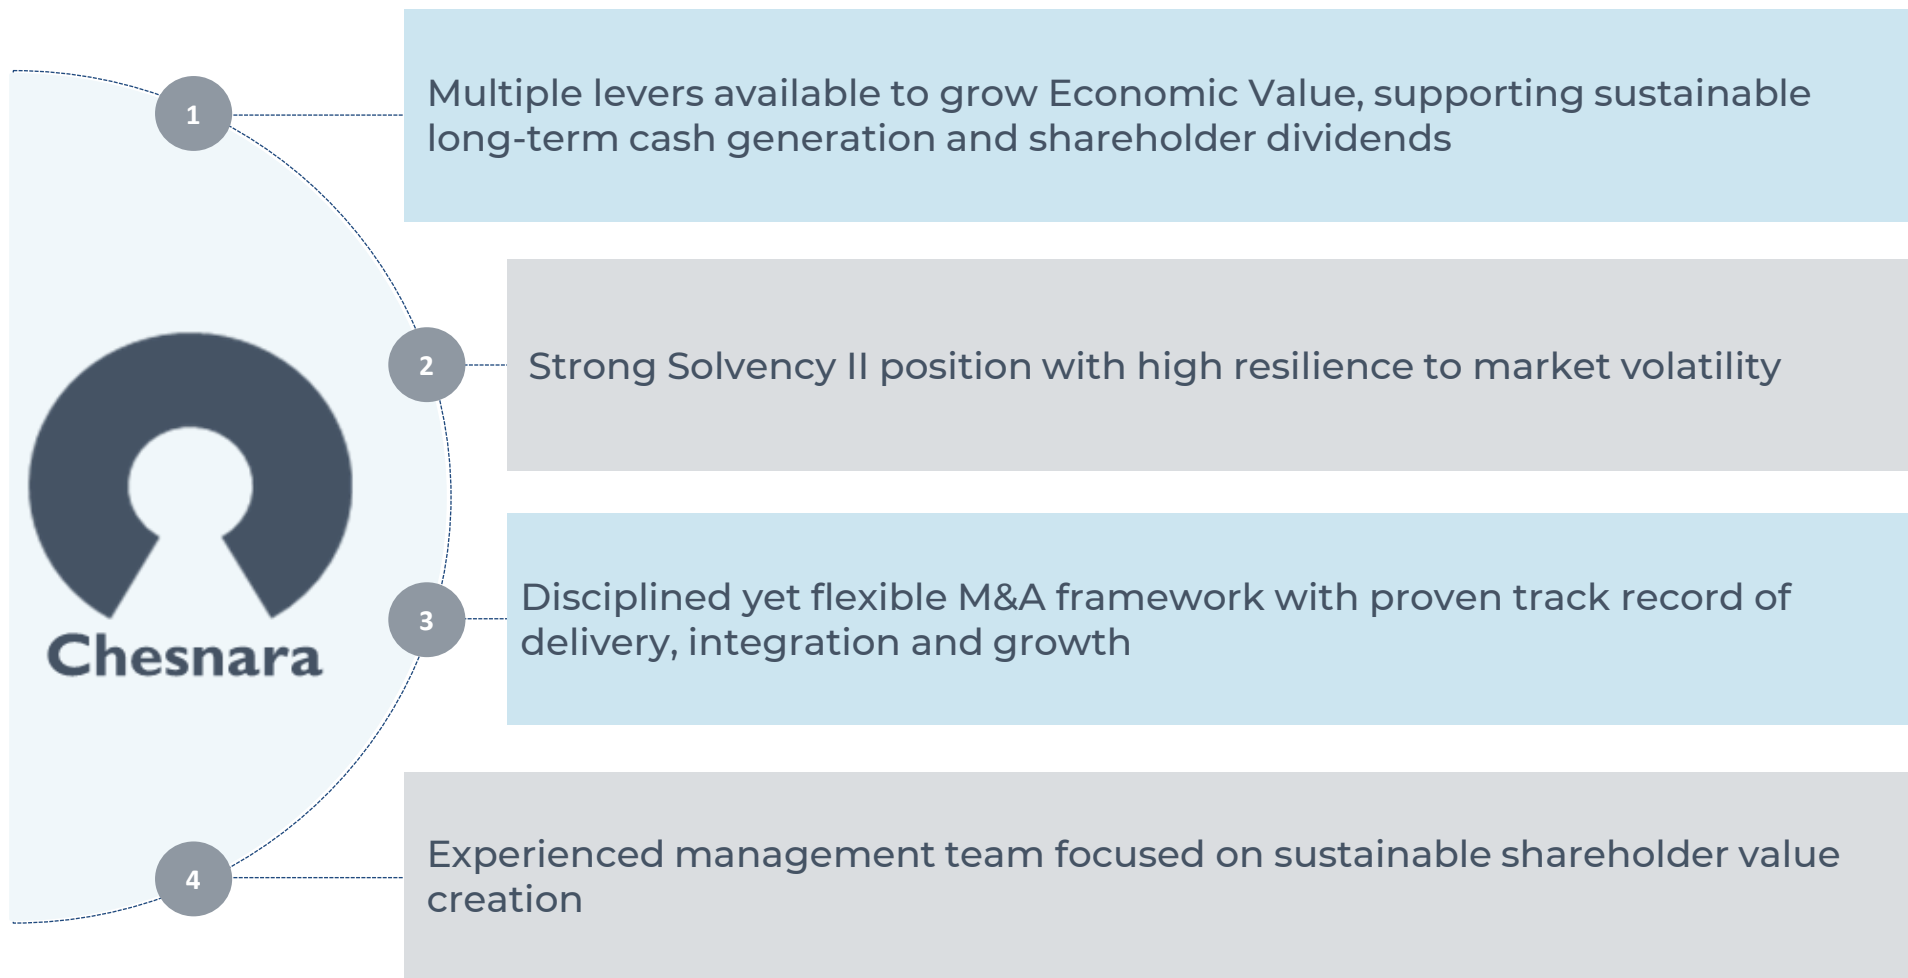 1
Multiple levers available to grow Economic Value, supporting sustainable
long-term cash generation and shareholder dividends
2
Strong Solvency II position with high resilience to market volatility
Chesnara
3
Disciplined yet flexible M&A framework with proven track record of
delivery, integration and growth
4
Experienced management team focused on sustainable shareholder value
creation